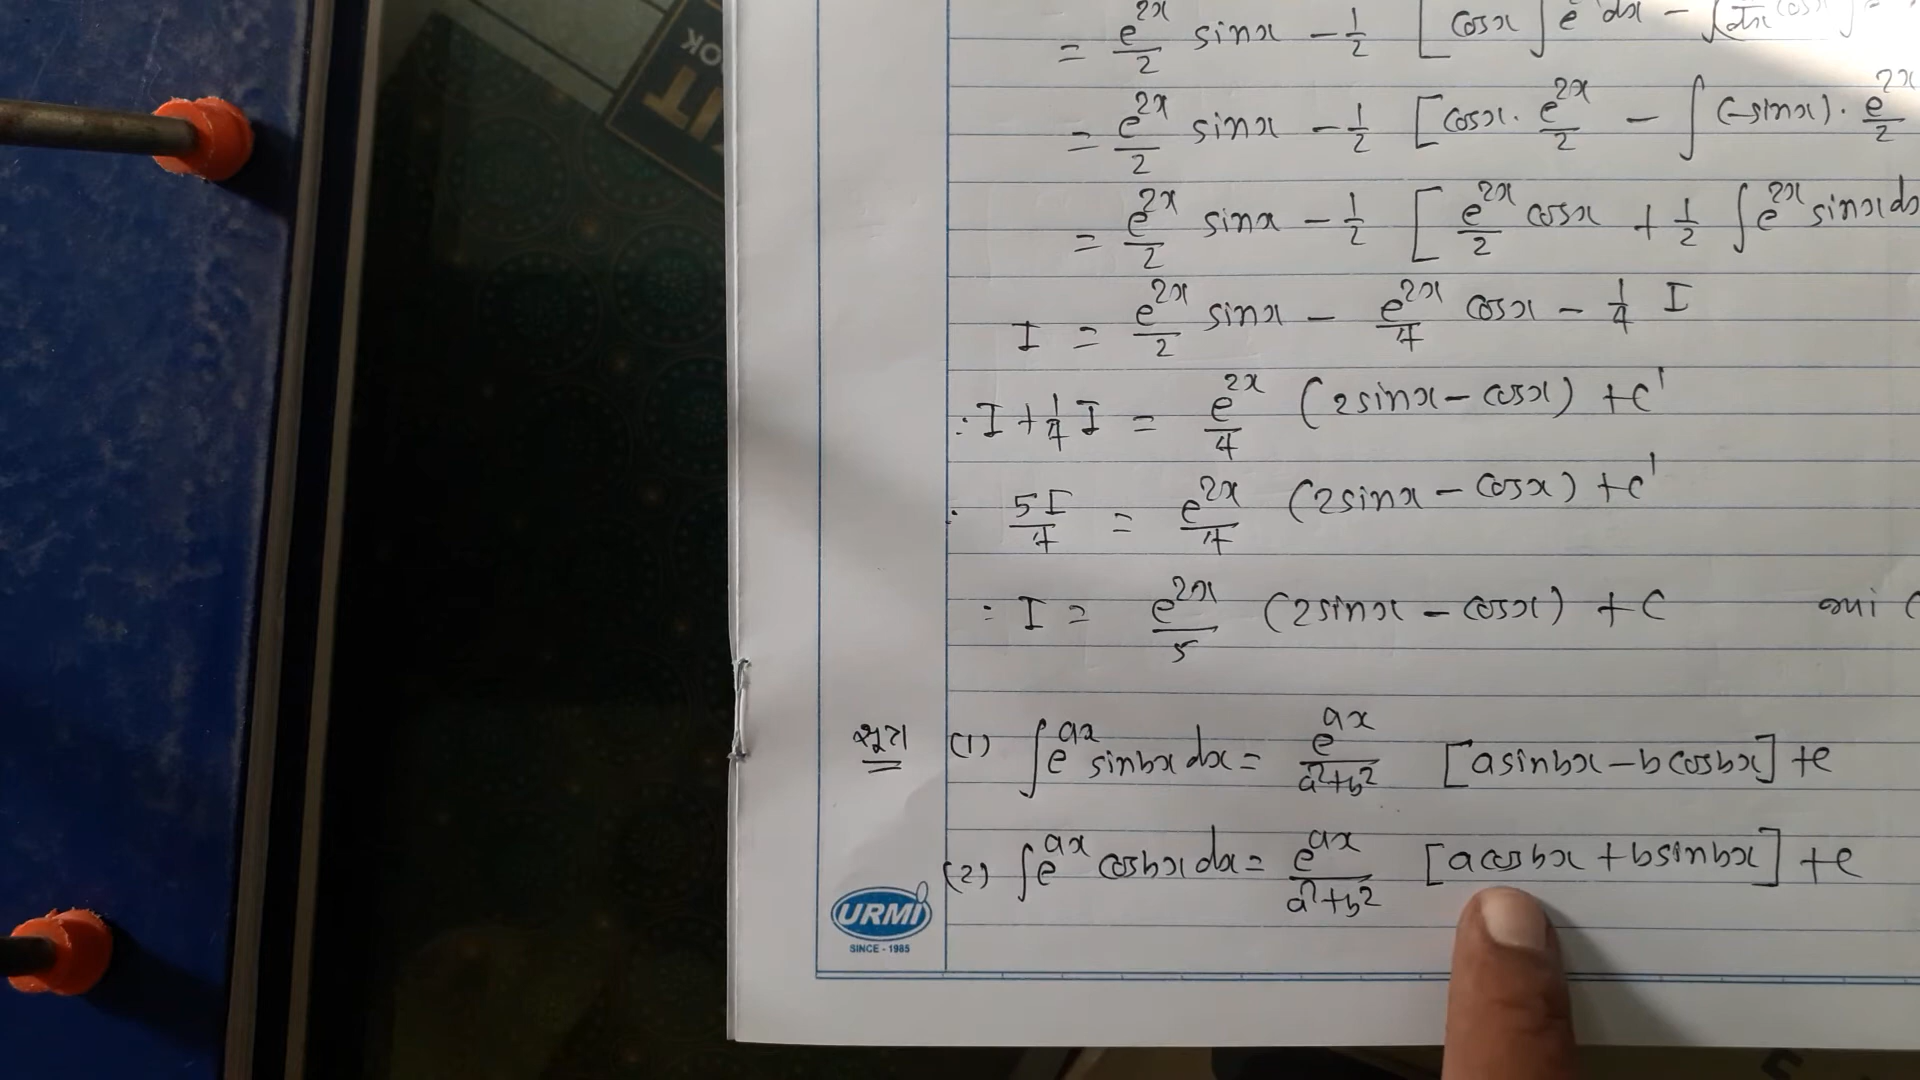 = e^2x/2 sinx - 1/2 [cosx ∫e dx - ∫ d/dx cosx
= e^2x/2 sinx - 1/2 [cosx. e^2x/2 - ∫(-sinx). e^2x/2
= e^2x/2 sinx - 1/2 [e^2x/2 cosx + 1/2 ∫e^2x sinx dx
I = e^2x/2 sinx - e^2x/4 cosx - 1/4 I
∴ I + 1/4 I = e^2x/4 (2sinx - cosx) + c'
∴ 5I/4 = e^2x/4 (2sinx - cosx) + c'
∴ I = e^2x/5 (2sinx - cosx) + c
સૂત્ર (1) ∫e^ax sinbx dx = e^ax/a²+b² [asinbx - bcosbx] + c
(2) ∫e^ax cosbx dx = e^ax/a²+b² [acosbx + bsinbx] + c
URMI
SINCE - 1985